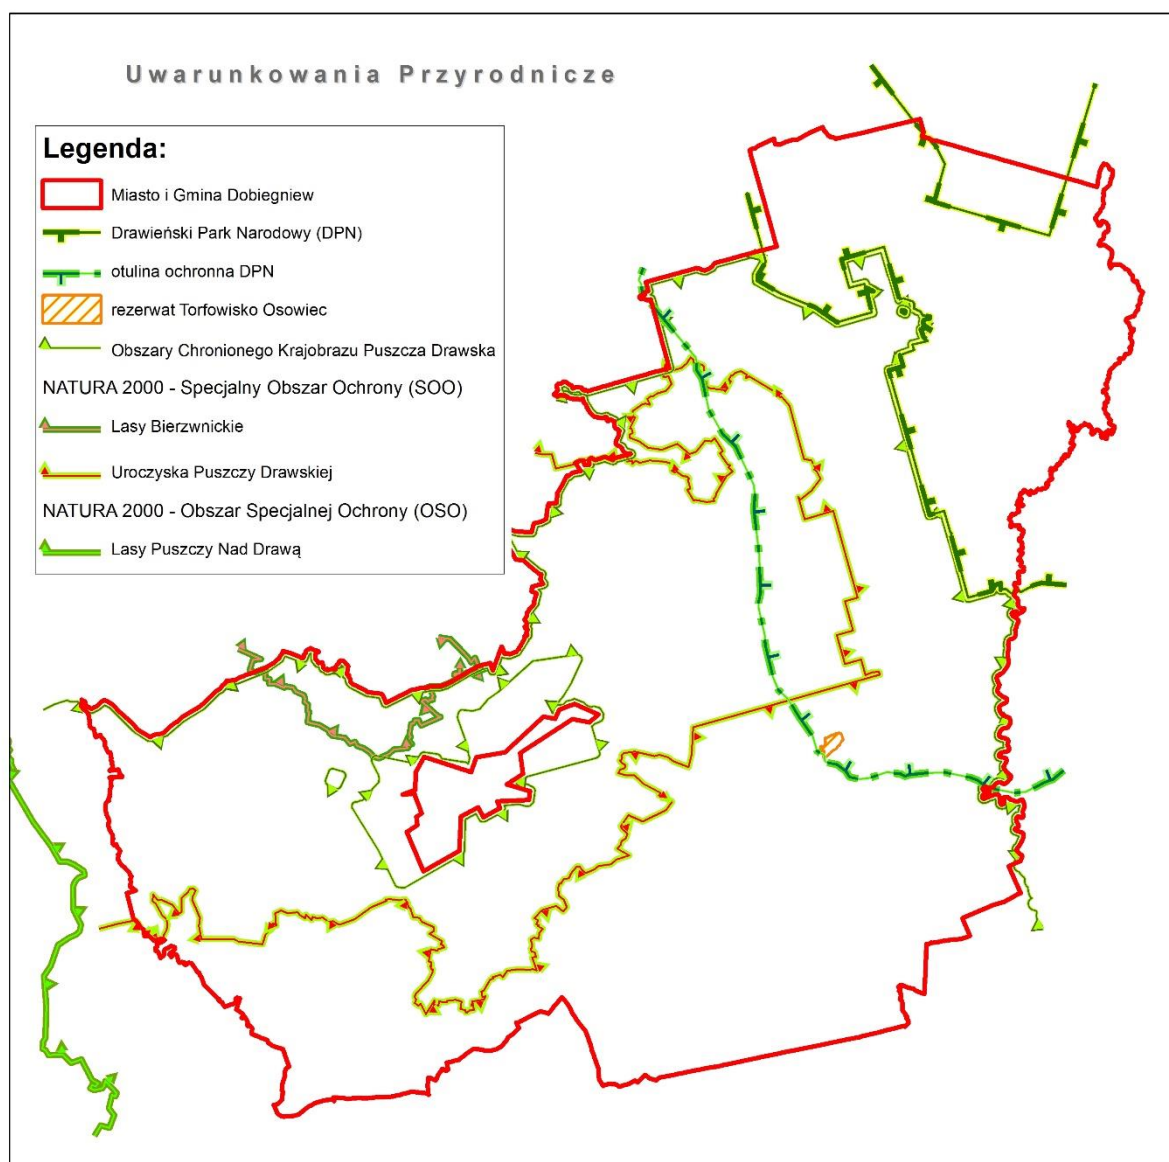 Uwarunkowania Przyrodnicze
Legenda:
Miasto i Gmina Dobiegniew
Drawieński Park Narodowy (DPN)
otulina ochronna DPN
rezerwat Torfowisko Osowiec
Obszary Chronionego Krajobrazu Puszcza Drawska
NATURA 2000 - Specjalny Obszar Ochrony (SOO)
Lasy Bierzwnickie
Uroczyska Puszczy Drawskiej
NATURA 2000 - Obszar Specjalnej Ochrony (OSO)
Lasy Puszczy Nad Drawą